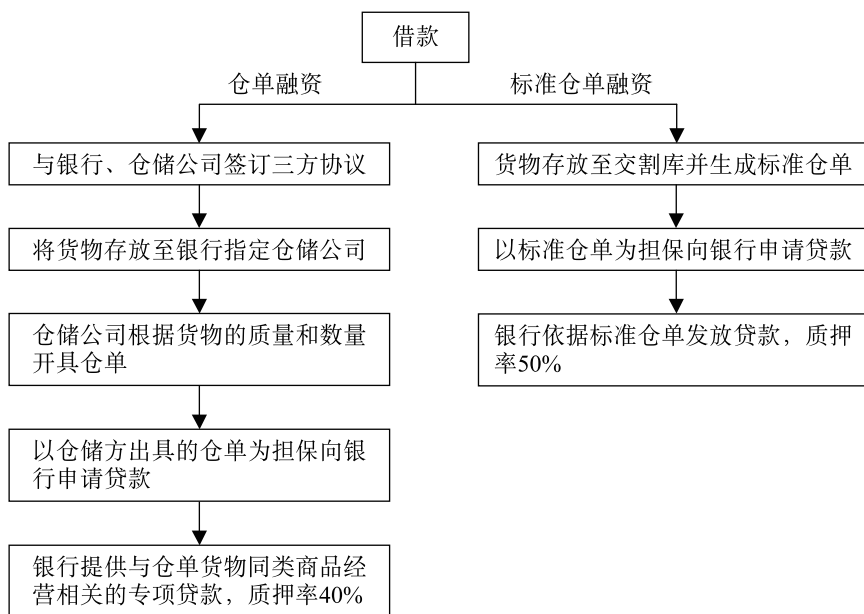 借款
仓单融资
标准仓单融资
与银行、仓储公司签订三方协议
将货物存放至银行指定仓储公司
仓储公司根据货物的质量和数量
开具仓单
以仓储方出具的仓单为担保向银
行申请贷款
银行提供与仓单货物同类商品经
营相关的专项贷款，质押率40%
货物存放至交割库并生成标准仓单
以标准仓单为担保向银行申请贷款
银行依据标准仓单发放贷款，质押
率50%